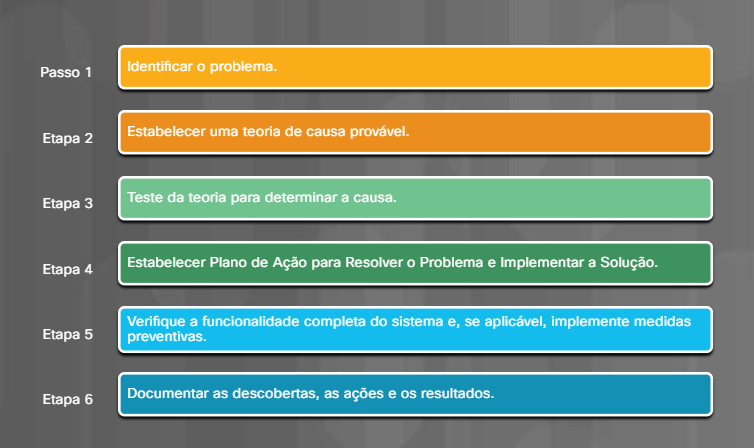 Passo 1
Identificar o problema.
Etapa 2
Estabelecer uma teoria de causa provável.
Etapa 3
Teste da teoria para determinar a causa.
Etapa 4
Estabelecer Plano de Ação para Resolver o Problema e Implementar a Solução.
Etapa 5
Verifique a funcionalidade completa do sistema e, se aplicável, implemente medidas
preventivas.
Etapa 6
Documentar as descobertas, as ações e os resultados.